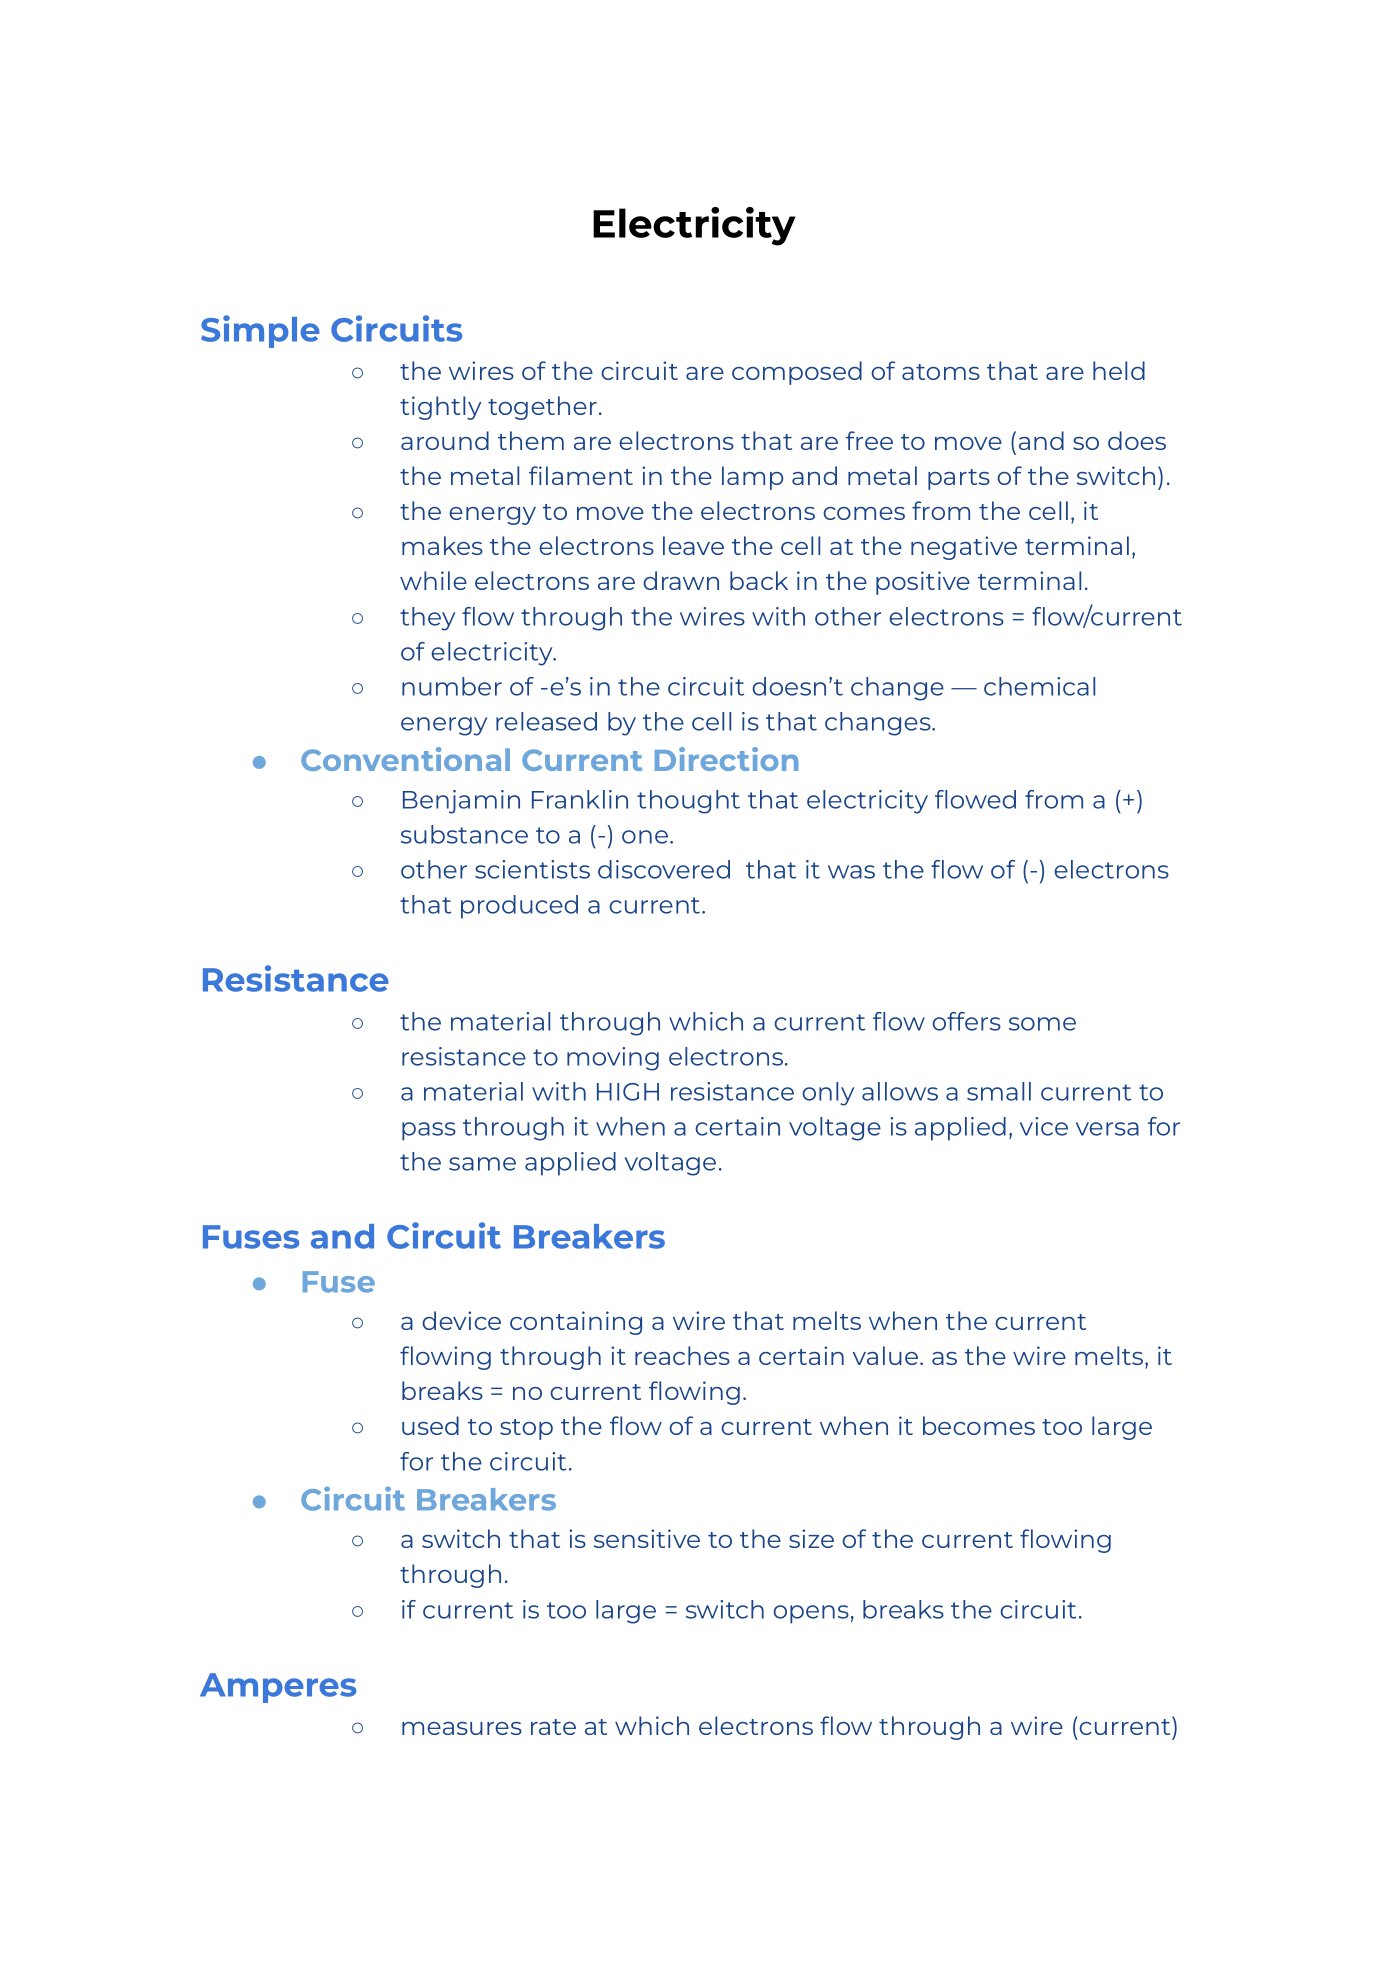 Electricity
Simple Circuits
○ the wires of the circuit are composed of atoms that are held
tightly together.
○ around them are electrons that are free to move (and so does
the metal filament in the lamp and metal parts of the switch).
○ the energy to move the electrons comes from the cell, it
makes the electrons leave the cell at the negative terminal,
while electrons are drawn back in the positive terminal.
○ they flow through the wires with other electrons = flow/current
of electricity.
○ number of -e’s in the circuit doesn’t change — chemical
energy released by the cell is that changes.
● Conventional Current Direction
○ Benjamin Franklin thought that electricity flowed from a (+)
substance to a (-) one.
○ other scientists discovered  that it was the flow of (-) electrons
that produced a current.
Resistance
○ the material through which a current flow offers some
resistance to moving electrons.
○ a material with HIGH resistance only allows a small current to
pass through it when a certain voltage is applied, vice versa for
the same applied voltage.
Fuses and Circuit Breakers
● Fuse
○ a device containing a wire that melts when the current
flowing through it reaches a certain value. as the wire melts, it
breaks = no current flowing.
○ used to stop the flow of a current when it becomes too large
for the circuit.
● Circuit Breakers
○ a switch that is sensitive to the size of the current flowing
through.
○ if current is too large = switch opens, breaks the circuit.
Amperes
○ measures rate at which electrons flow through a wire (current)